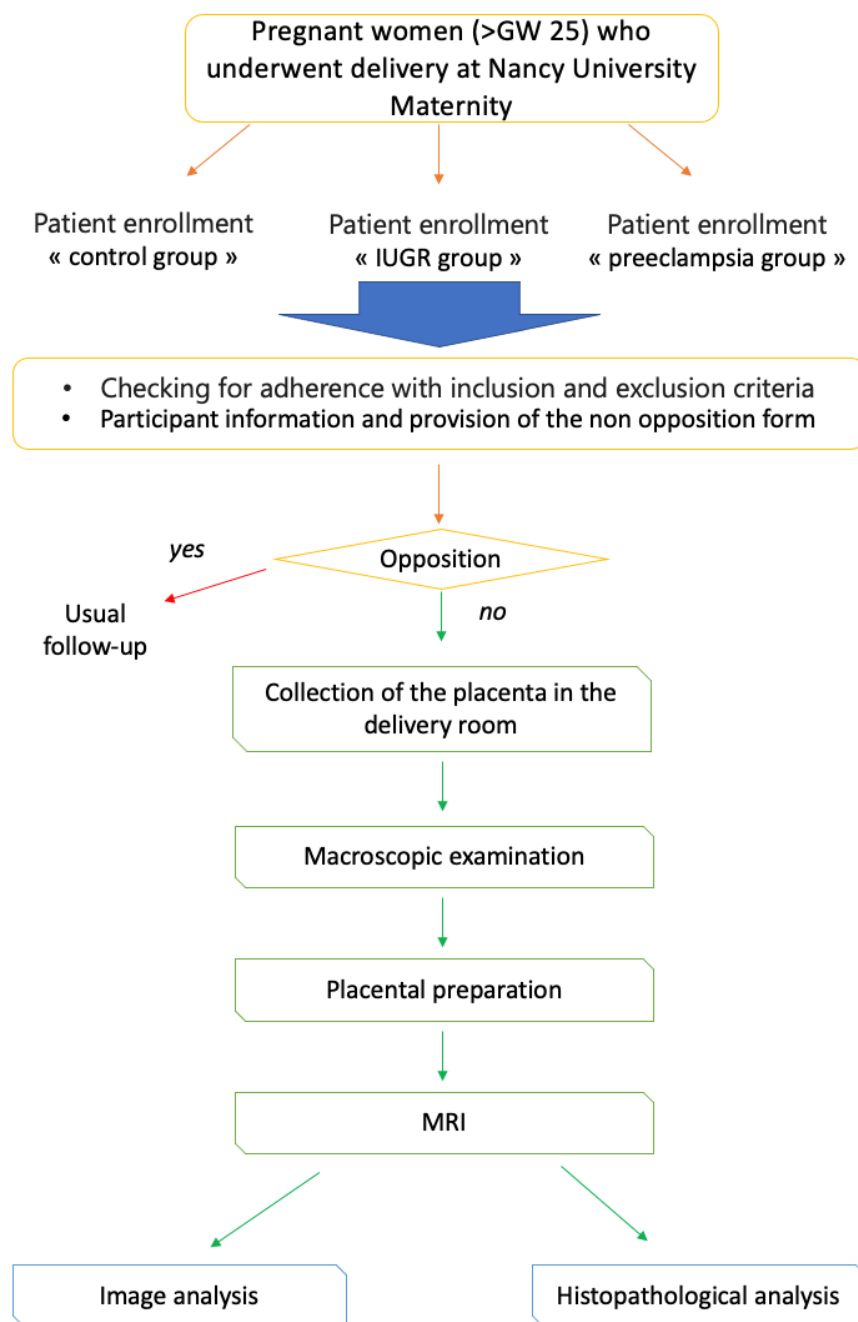 Pregnant women (>GW 25) who
underwent delivery at Nancy University
Maternity
Patient enrollment
« control group »
Patient enrollment
« IUGR group »
Patient enrollment
« preeclampsia group »
• Checking for adherence with inclusion and exclusion criteria
• Participant information and provision of the non opposition form
Opposition
yes
no
Usual
follow-up
Collection of the placenta in the
delivery room
Macroscopic examination
Placental preparation
MRI
Image analysis
Histopathological analysis